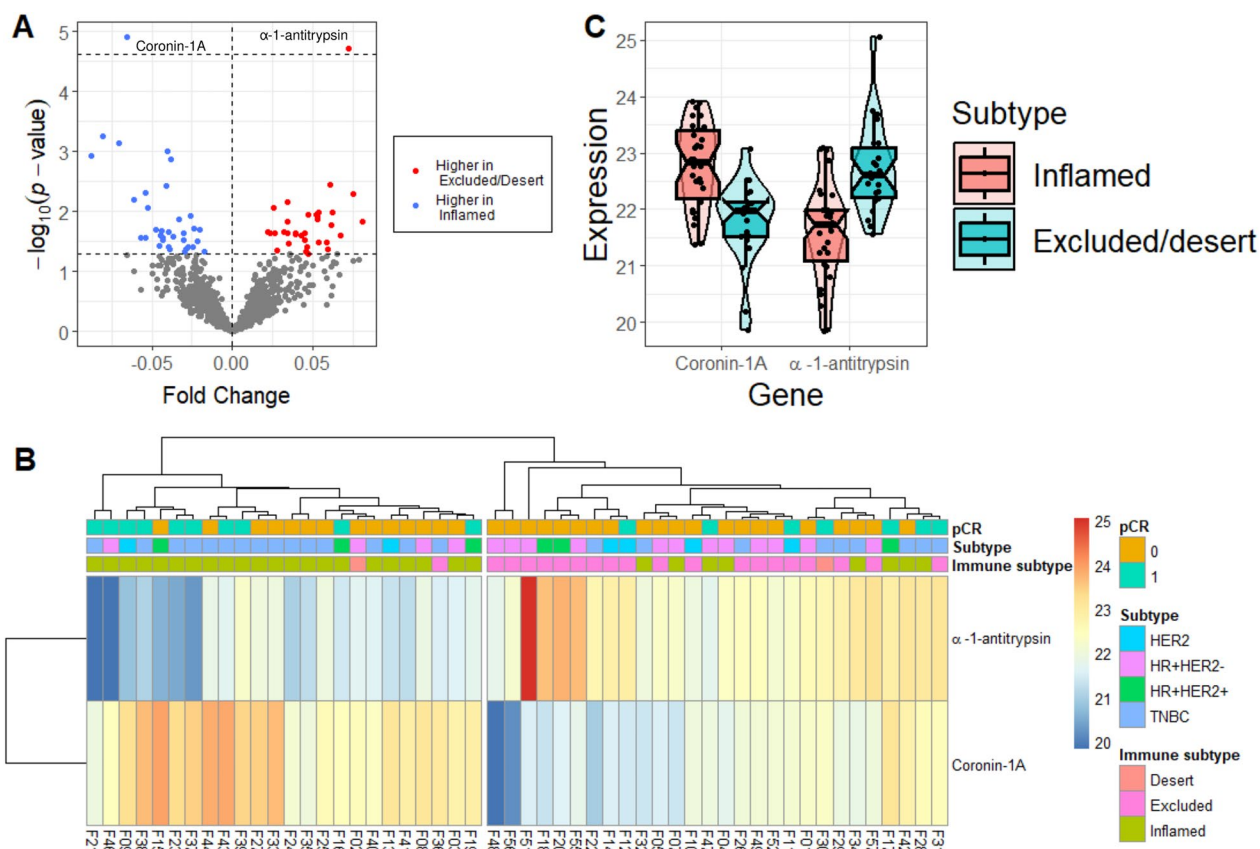 A
5
4
3
2
1
0
−log10(p −value)
Coronin-1A
α-1-antitrypsin
-0.05
0.00
0.05
Fold Change
Higher in
Excluded/Desert
Higher in
Inflamed
C
25
24
23
22
21
20
Expression
Coronin-1A
α -1-antitrypsin
Gene
Subtype
Inflamed
Excluded/desert
B
pCR
Subtype
Immune subtype
α -1-antitrypsin
Coronin-1A
25
24
23
22
21
20
pCR
0
1
Subtype
HER2
HR+HER2-
HR+HER2+
TNBC
Immune subtype
Desert
Excluded
Inflamed